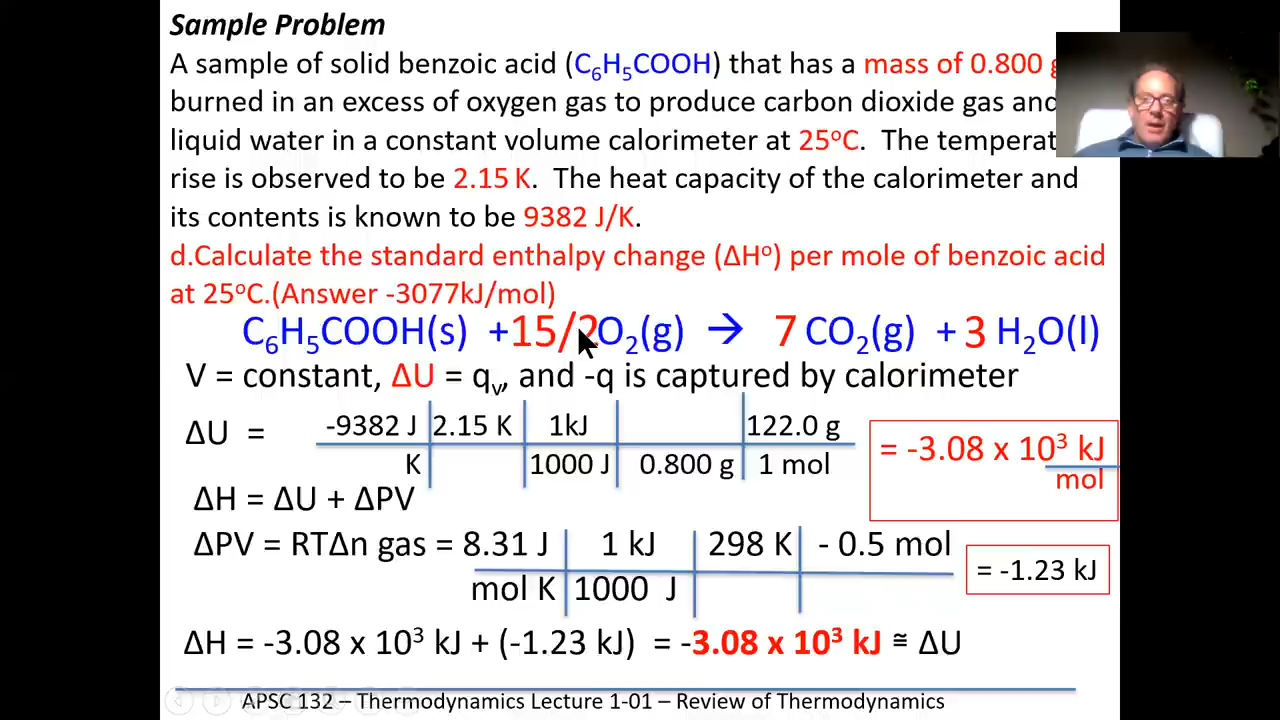 Sample Problem
A sample of solid benzoic acid (C₆H₅COOH) that has a mass of 0.800 g
burned in an excess of oxygen gas to produce carbon dioxide gas and
liquid water in a constant volume calorimeter at 25ᵒC. The temperat
rise is observed to be 2.15 K. The heat capacity of the calorimeter and
its contents is known to be 9382 J/K.
d.Calculate the standard enthalpy change (ΔHᵒ) per mole of benzoic acid
at 25ᵒC.(Answer -3077kJ/mol)
C₆H₅COOH(s) +15/2O₂(g) → 7 CO₂(g) + 3 H₂O(l)
V = constant, ΔU = qᵥ, and -q is captured by calorimeter
ΔU = -9382 J 2.15 K 1kJ 122.0 g
K 1000 J 0.800 g 1 mol
= -3.08 x 10³ kJ
mol
ΔH = ΔU + ΔPV
ΔPV = RTΔn gas = 8.31 J 1 kJ 298 K - 0.5 mol
mol K 1000 J
= -1.23 kJ
ΔH = -3.08 x 10³ kJ + (-1.23 kJ) = -3.08 x 10³ kJ ≅ ΔU
APSC 132 – Thermodynamics Lecture 1-01 – Review of Thermodynamics